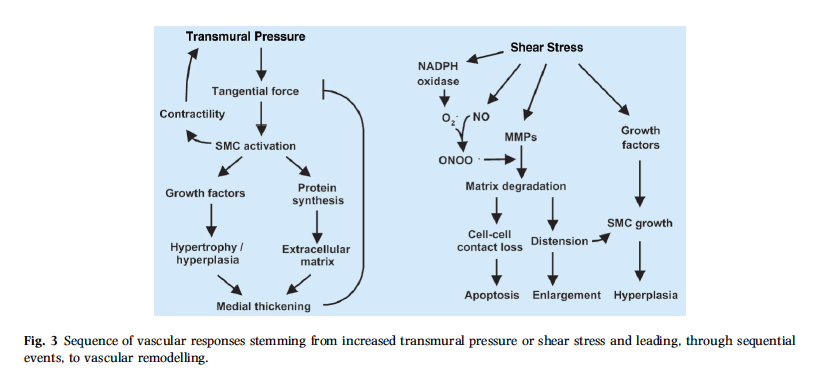 Transmural Pressure
Tangential force
Contractility
SMC activation
Growth factors
Protein
synthesis
Hypertrophy /
hyperplasia
Extracellular
matrix
Medial thickening
Shear Stress
NADPH
oxidase
O₂⁻ NO
ONOO⁻
MMPs
Growth
factors
Matrix degradation
Cell-cell
contact loss
Distension
SMC growth
Apoptosis
Enlargement
Hyperplasia
Fig. 3 Sequence of vascular responses stemming from increased transmural pressure or shear stress and leading, through sequential
events, to vascular remodelling.